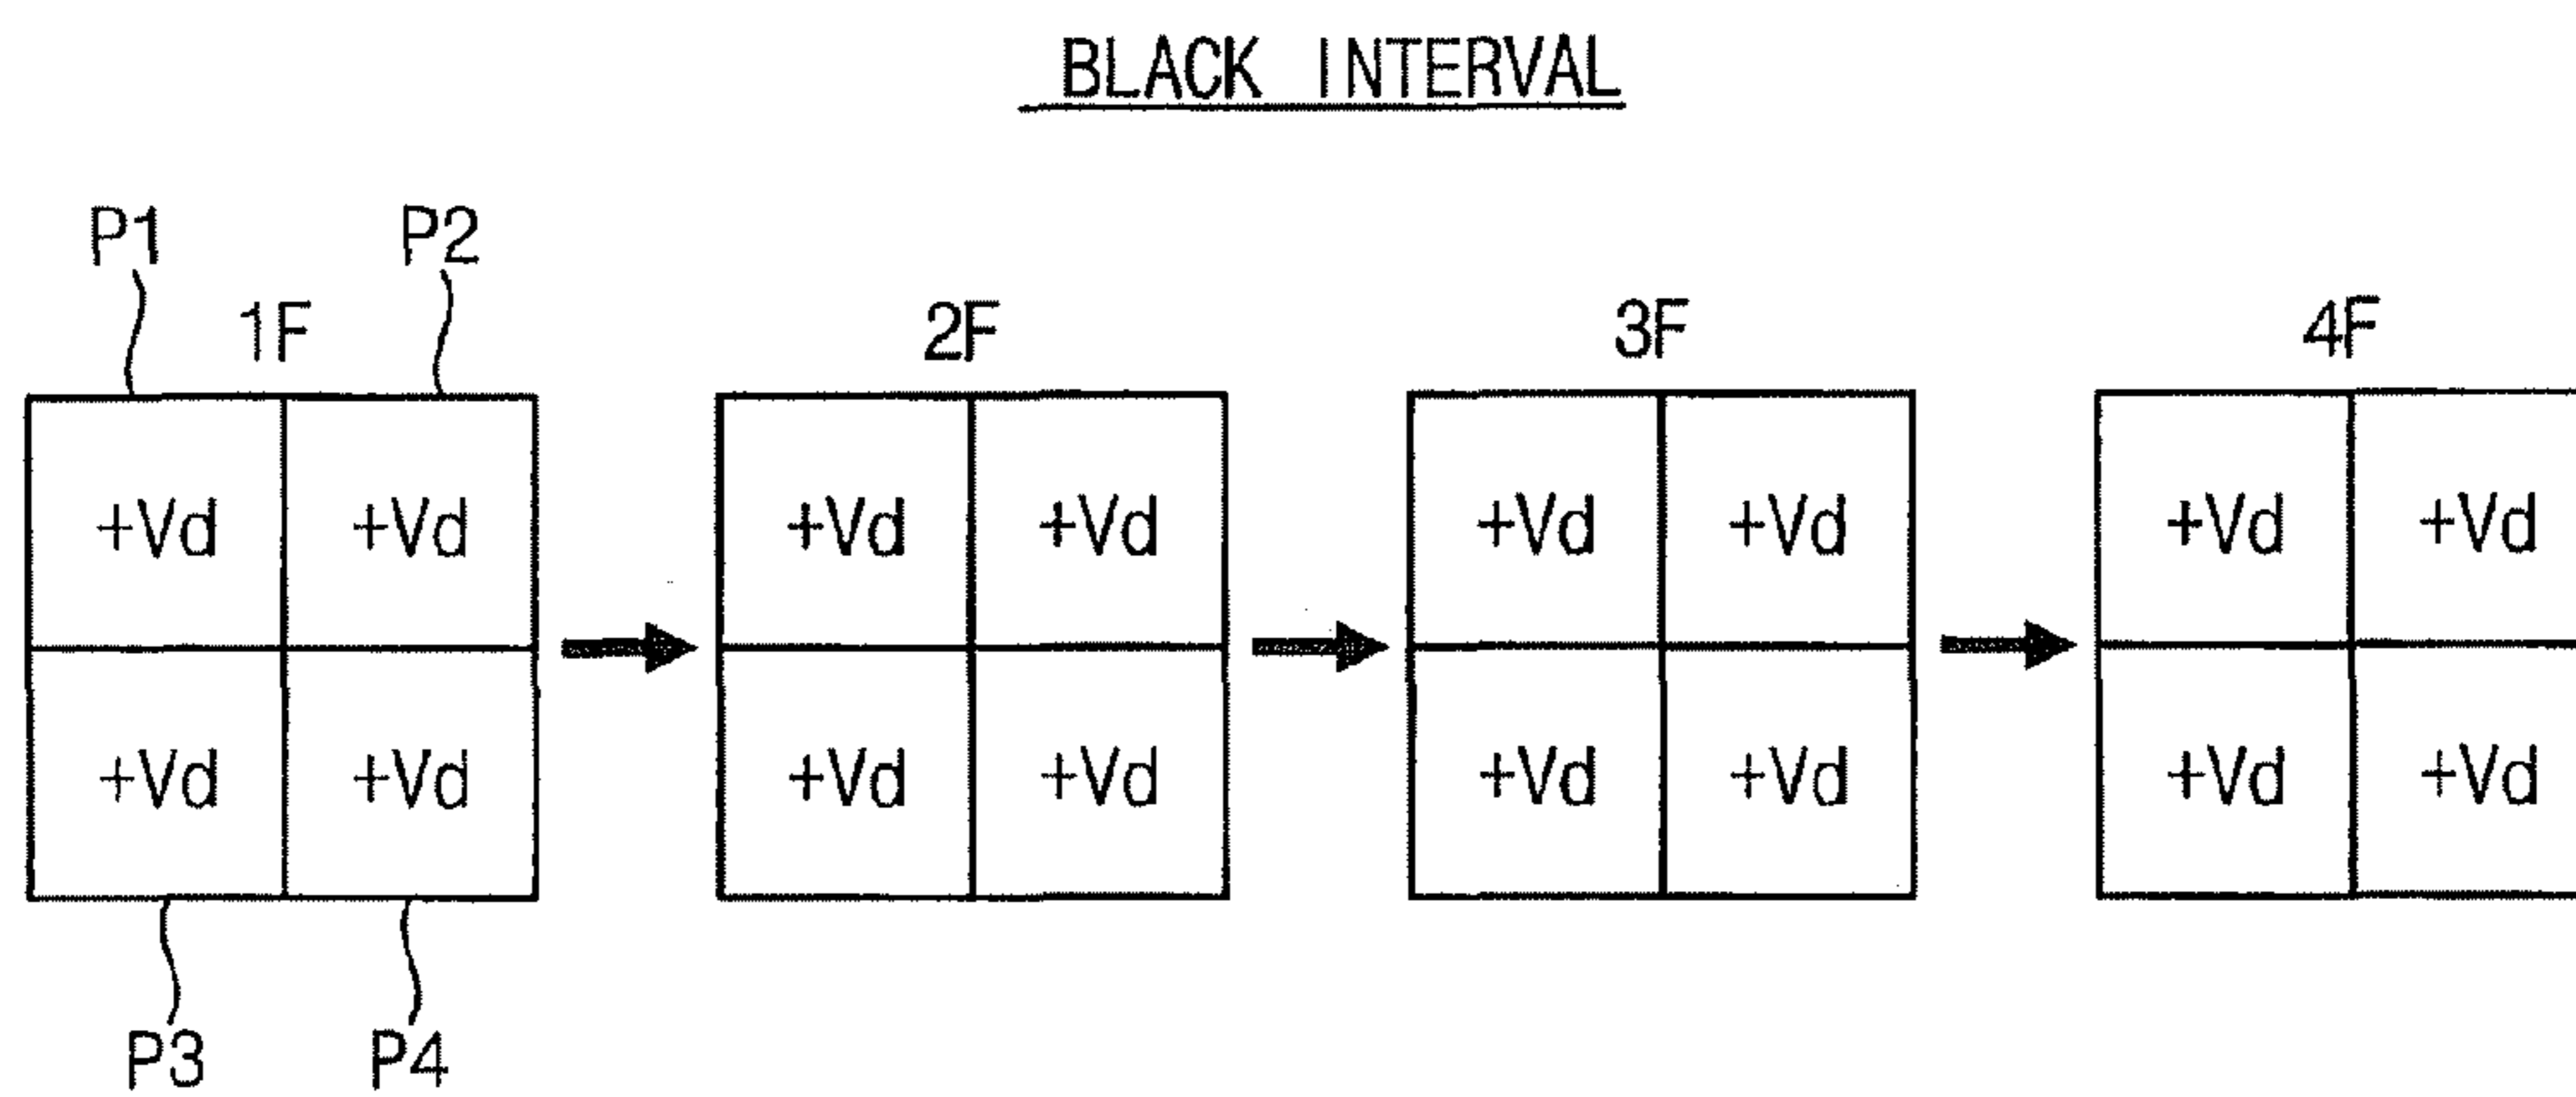 BLACK INTERVAL
P1 P2
1F 2F 3F 4F
+Vd +Vd +Vd +Vd +Vd +Vd +Vd +Vd
+Vd +Vd +Vd +Vd +Vd +Vd +Vd +Vd
P3 P4